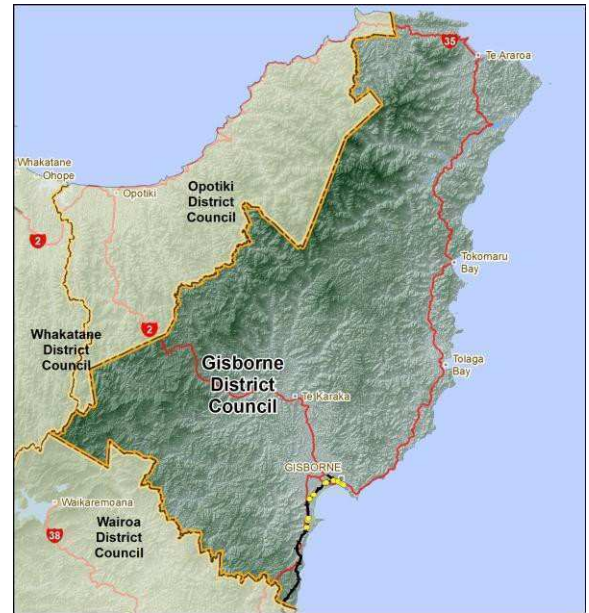 35
Te Araroa
Whakatane
Ohope
Opotiki
Opotiki
District
Council
2
Tokomaru
Bay
2
Whakatane
District
Council
Gisborne
District
Council
Tolaga
Bay
Te Karaka
GISBORNE
Waikaremoana
Wairoa
District
Council
38